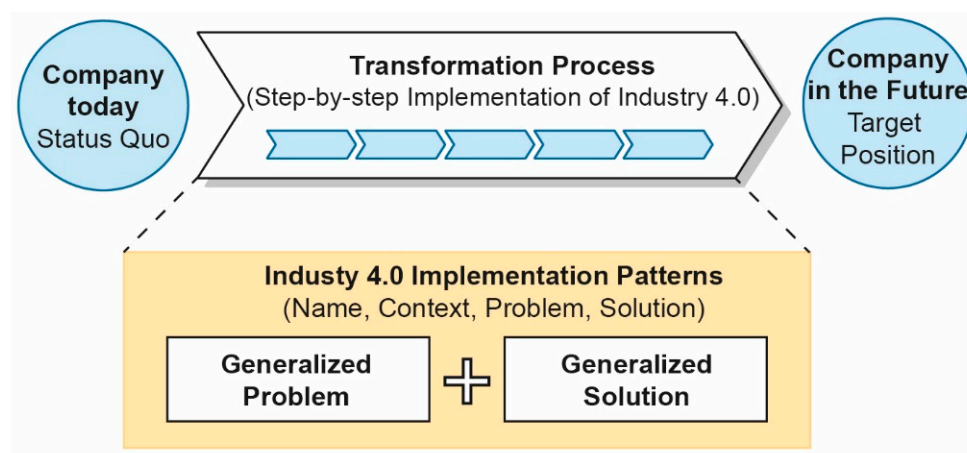 Company
today
Status Quo
Transformation Process
(Step-by-step Implementation of Industry 4.0)
Company
in the Future
Target
Position
Industy 4.0 Implementation Patterns
(Name, Context, Problem, Solution)
Generalized
Problem
Generalized
Solution